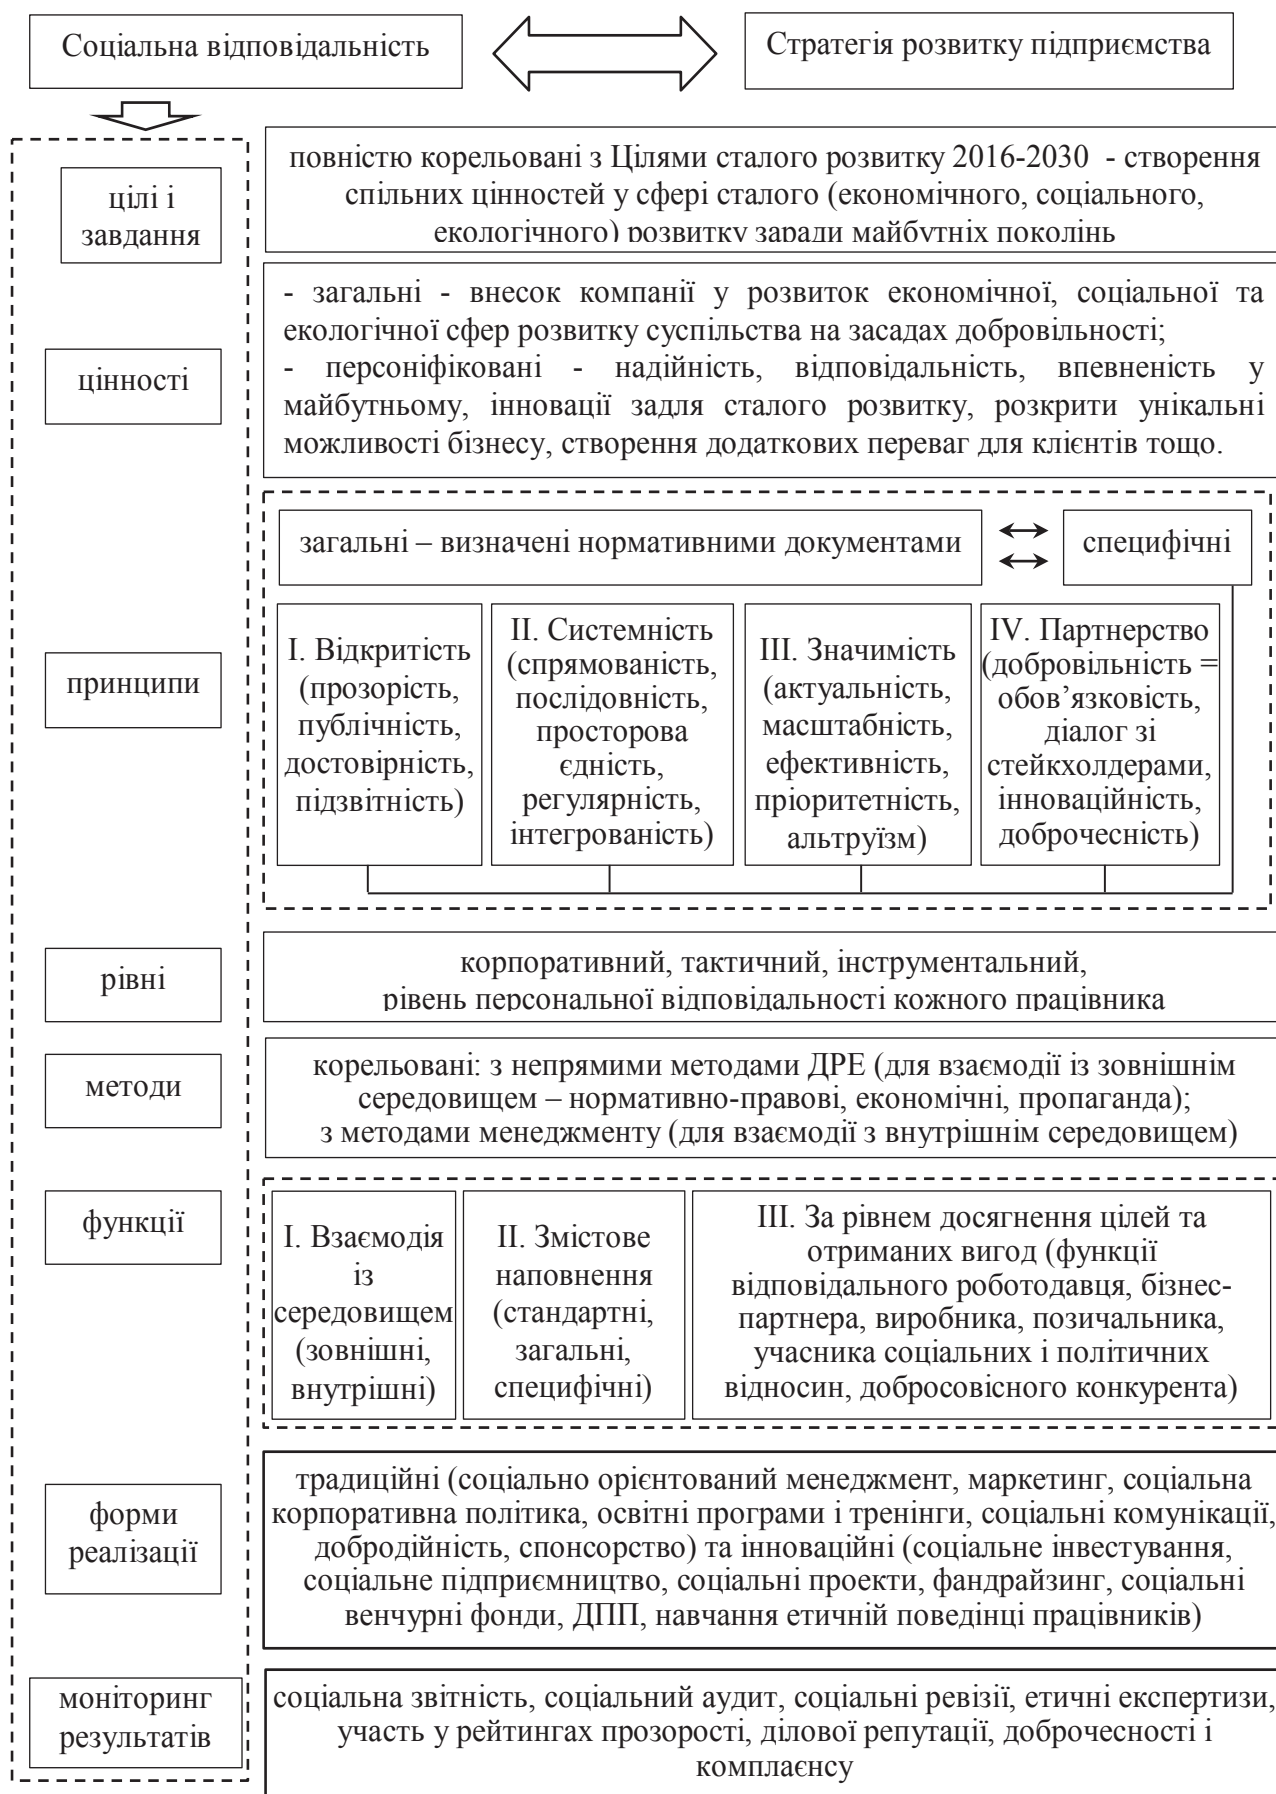 Соціальна відповідальність
Стратегія розвитку підприємства
цілі і
завдання
повністю корельовані з Цілями сталого розвитку 2016-2030 - створення
спільних цінностей у сфері сталого (економічного, соціального,
екологічного) розвитку заради майбутніх поколінь
цінності
- загальні - внесок компанії у розвиток економічної, соціальної та
екологічної сфер розвитку суспільства на засадах добровільності;
- персоніфіковані - надійність, відповідальність, впевненість у
майбутньому, інновації задля сталого розвитку, розкрити унікальні
можливості бізнесу, створення додаткових переваг для клієнтів тощо.
принципи
загальні – визначені нормативними документами
специфічні
I. Відкритість
(прозорість,
публічність,
достовірність,
підзвітність)
II. Системність
(спрямованість,
послідовність,
просторова
єдність,
регулярність,
інтегрованість)
III. Значимість
(актуальність,
масштабність,
ефективність,
пріоритетність,
альтруїзм)
IV. Партнерство
(добровільність =
обов’язковість,
діалог зі
стейкхолдерами,
інноваційність,
доброчесність)
рівні
корпоративний, тактичний, інструментальний,
рівень персональної відповідальності кожного працівника
методи
корельовані: з непрямими методами ДРЕ (для взаємодії із зовнішнім
середовищем – нормативно-правові, економічні, пропаганда);
з методами менеджменту (для взаємодії з внутрішнім середовищем)
функції
I. Взаємодія
із
середовищем
(зовнішні,
внутрішні)
II. Змістове
наповнення
(стандартні,
загальні,
специфічні)
III. За рівнем досягнення цілей та
отриманих вигод (функції
відповідального роботодавця, бізнес-
партнера, виробника, позичальника,
учасника соціальних і політичних
відносин, добросовісного конкурента)
форми
реалізації
традиційні (соціально орієнтований менеджмент, маркетинг, соціальна
корпоративна політика, освітні програми і тренінги, соціальні комунікації,
добродійність, спонсорство) та інноваційні (соціальне інвестування,
соціальне підприємництво, соціальні проекти, фандрайзинг, соціальні
венчурні фонди, ДПП, навчання етичній поведінці працівників)
моніторинг
результатів
соціальна звітність, соціальний аудит, соціальні ревізії, етичні експертизи,
участь у рейтингах прозорості, ділової репутації, доброчесності і
комплаєнсу